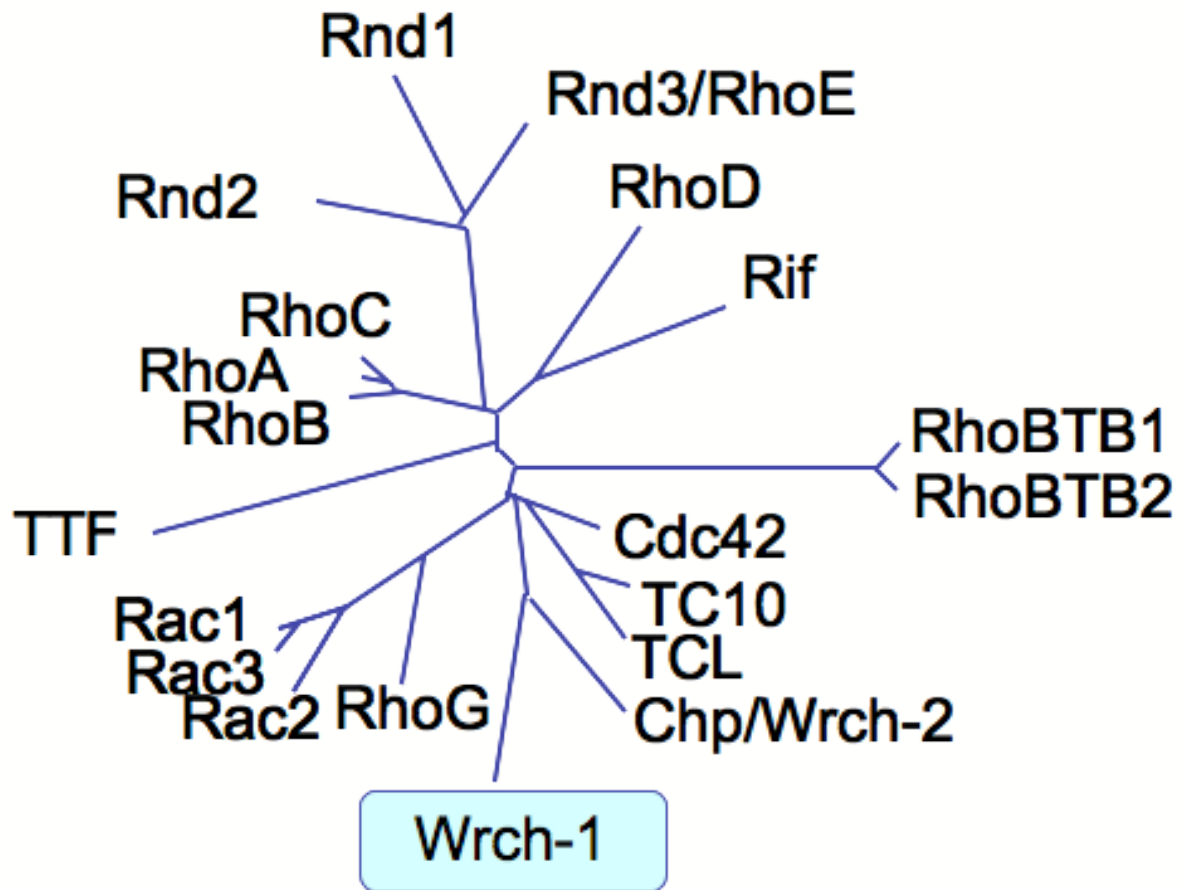 Rnd1
Rnd3/RhoE
RhoD
Rnd2
Rif
RhoC
RhoA
RhoB
RhoBTB1
RhoBTB2
TTF
Cdc42
TC10
Rac1
TCL
Rac3
Rac2
RhoG
Chp/Wrch-2
Wrch-1